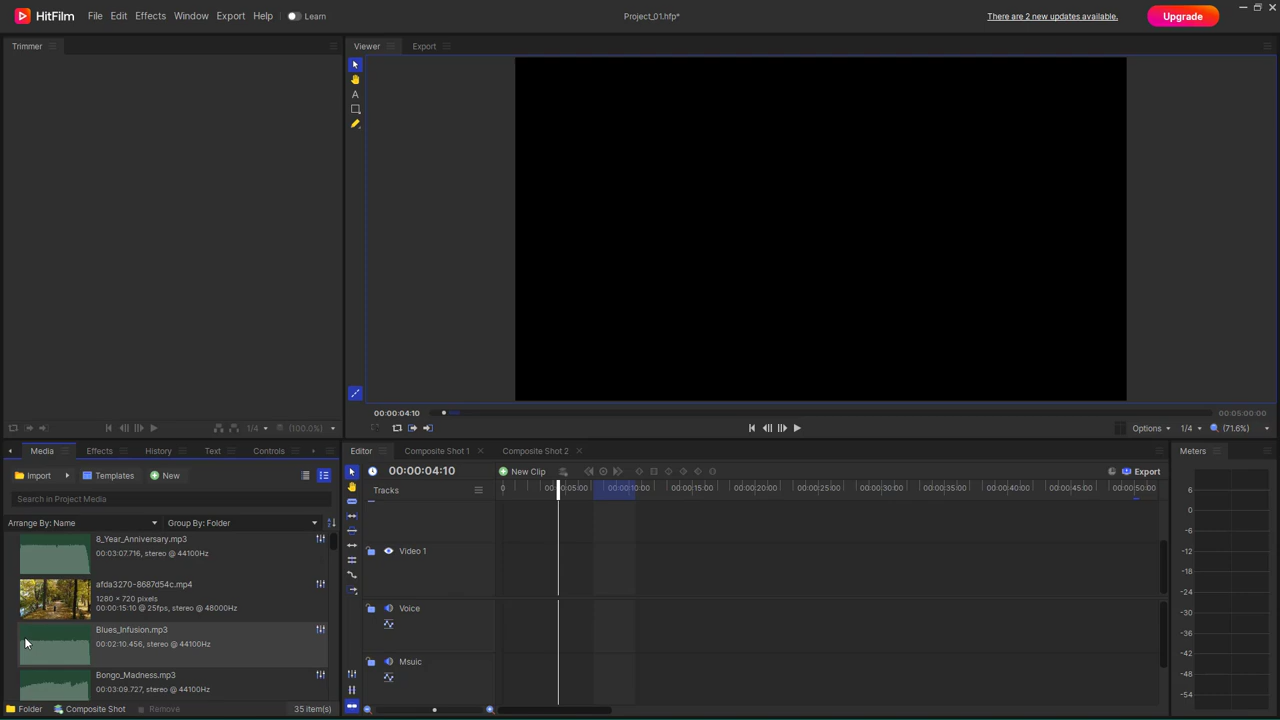 HitFilm File Edit Effects Window Export Help Learn Project_01.hfp* There are 2 new updates available. Upgrade
Trimmer Viewer Export
A
1/4 (100.0%)
00:00:04:10 00:05:00:00
Options 1/4 (71.6%)
Media Effects History Text Controls Editor Composite Shot 1 Composite Shot 2 Meters
Import Templates New 00:00:04:10 New Clip Export
Tracks 0 00:00:05:00 00:00:10:00 00:00:15:00 00:00:20:00 00:00:25:00 00:00:30:00 00:00:35:00 00:00:40:00 00:00:45:00 00:00:50:00
Search in Project Media
Arrange By: Name Group By: Folder
8_Year_Anniversary.mp3
00:03:07.716, stereo @ 44100Hz
afda3270-8687d54c.mp4
1280 × 720 pixels
00:00:15:10 @ 25fps, stereo @ 48000Hz
Blues_Infusion.mp3
00:02:10.456, stereo @ 44100Hz
Bongo_Madness.mp3
00:03:09.727, stereo @ 44100Hz
Folder Composite Shot Remove 35 item(s)
Video 1
Voice
Msuic
6
0
-6
-12
-18
-24
-30
-36
-42
-48
-54